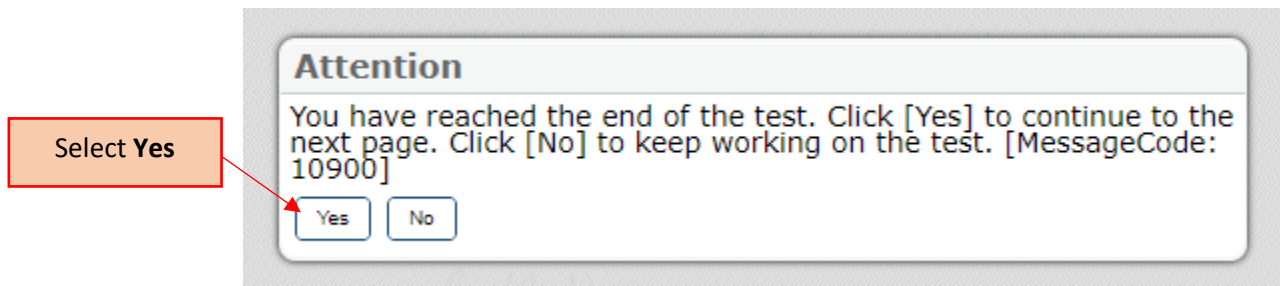 Attention
You have reached the end of the test. Click [Yes] to continue to the
next page. Click [No] to keep working on the test. [MessageCode:
10900]
Select Yes
Yes No